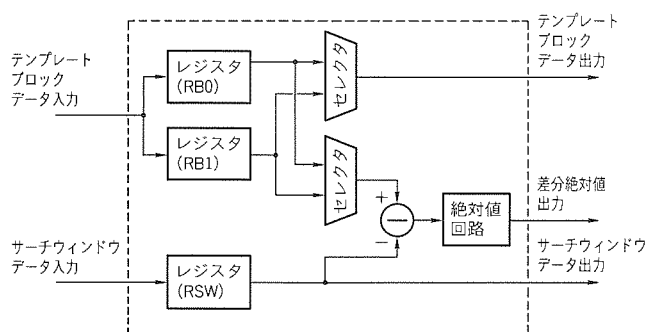 テンプレート
ブロック
データ入力
レジスタ
(RB0)
レジスタ
(RB1)
セレクタ
セレクタ
テンプレート
ブロック
データ出力
+
−
−
絶対値
回路
差分絶対値
出力
サーチウィンドウ
データ入力
レジスタ
(RSW)
サーチウィンドウ
データ出力